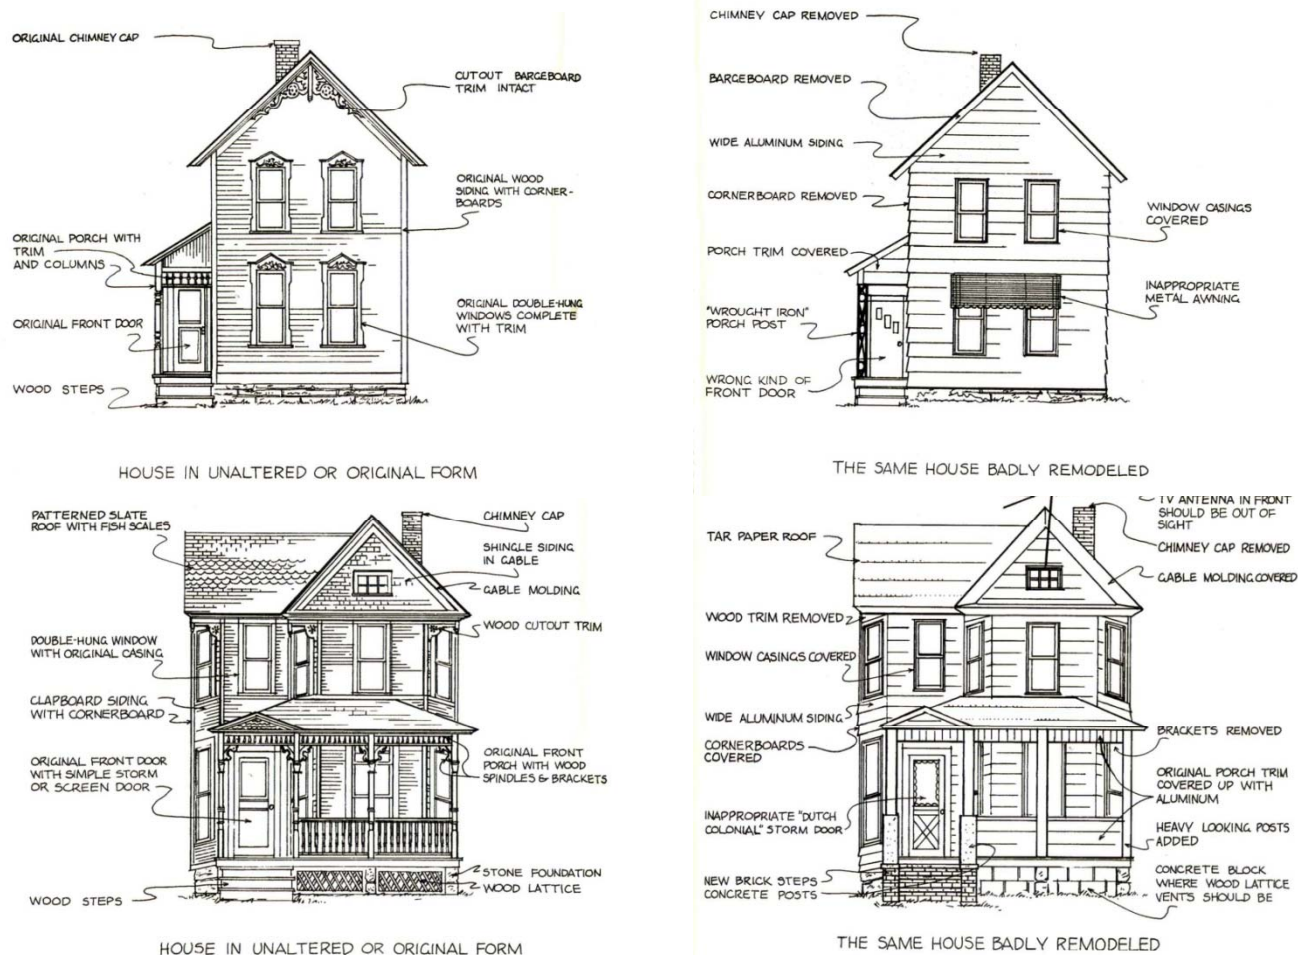 ORIGINAL CHIMNEY CAP
CUTOUT BARGEBOARD
TRIM INTACT
ORIGINAL WOOD
SIDING WITH CORNER-
BOARDS
ORIGINAL PORCH WITH
TRIM
AND COLUMNS
ORIGINAL FRONT DOOR
ORIGINAL DOUBLE-HUNG
WINDOWS COMPLETE
WITH TRIM
WOOD STEPS
HOUSE IN UNALTERED OR ORIGINAL FORM
CHIMNEY CAP REMOVED
BARGEBOARD REMOVED
WIDE ALUMINUM SIDING
CORNERBOARD REMOVED
WINDOW CASINGS
COVERED
PORCH TRIM COVERED
INAPPROPRIATE
METAL AWNING
"WROUGHT IRON"
PORCH POST
WRONG KIND OF
FRONT DOOR
THE SAME HOUSE BADLY REMODELED
PATTERNED SLATE
ROOF WITH FISH SCALES
CHIMNEY CAP
SHINGLE SIDING
IN GABLE
GABLE MOLDING
WOOD CUTOUT TRIM
DOUBLE-HUNG WINDOW
WITH ORIGINAL CASING
CLAPBOARD SIDING
WITH CORNERBOARD
ORIGINAL FRONT DOOR
WITH SIMPLE STORM
OR SCREEN DOOR
ORIGINAL FRONT
PORCH WITH WOOD
SPINDLES & BRACKETS
STONE FOUNDATION
WOOD LATTICE
WOOD STEPS
HOUSE IN UNALTERED OR ORIGINAL FORM
TV ANTENNA IN FRONT
SHOULD BE OUT OF
SIGHT
TAR PAPER ROOF
CHIMNEY CAP REMOVED
GABLE MOLDING COVERED
WOOD TRIM REMOVED
WINDOW CASINGS COVERED
WIDE ALUMINUM SIDING
CORNERBOARDS
COVERED
BRACKETS REMOVED
ORIGINAL PORCH TRIM
COVERED UP WITH
ALUMINUM
INAPPROPRIATE "DUTCH
COLONIAL" STORM DOOR
HEAVY LOOKING POSTS
ADDED
NEW BRICK STEPS
CONCRETE POSTS
CONCRETE BLOCK
WHERE WOOD LATTICE
VENTS SHOULD BE
THE SAME HOUSE BADLY REMODELED